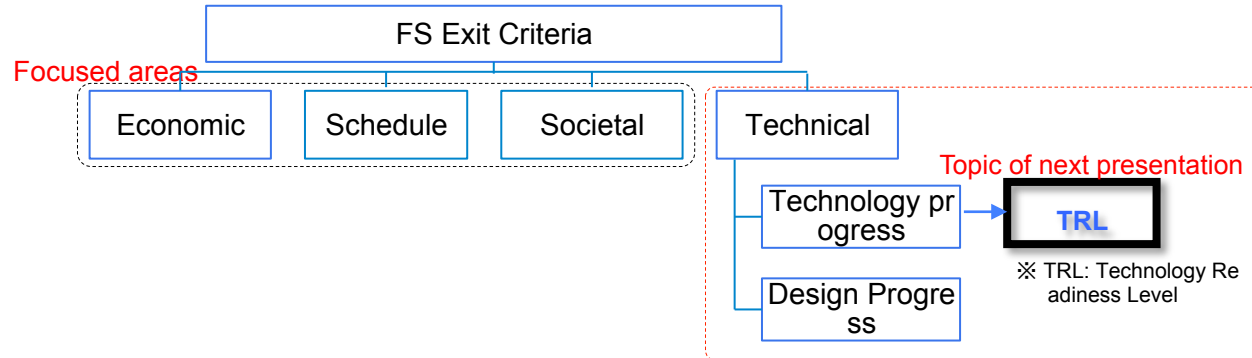 FS Exit Criteria
Focused areas
Economic
Schedule
Societal
Technical
Topic of next presentation
Technology pr
ogress
TRL
※ TRL: Technology Re
adiness Level
Design Progre
ss